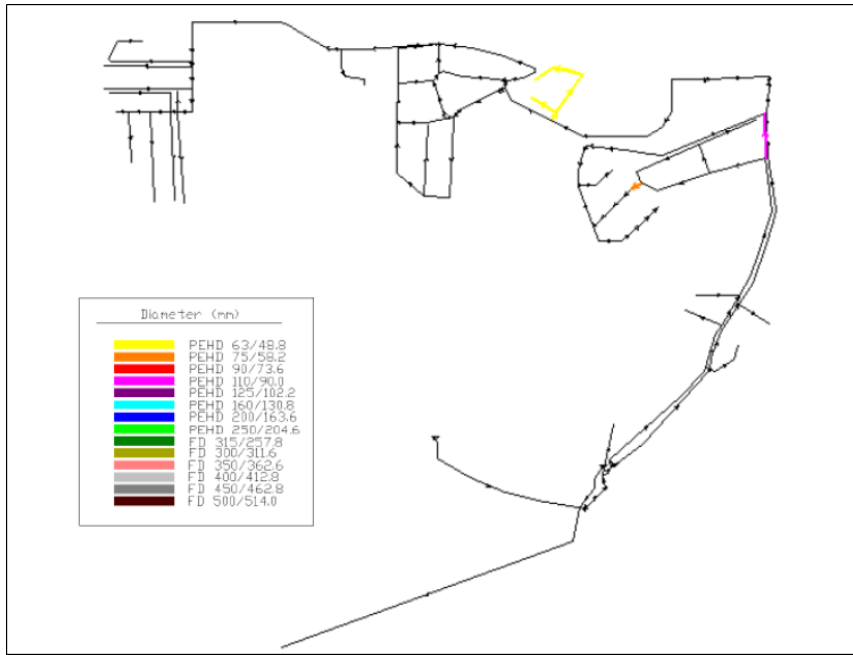 Diameter (mm)
PEHD 63/48.8
PEHD 75/58.2
PEHD 90/73.6
PEHD 110/90.0
PEHD 125/102.2
PEHD 160/130.8
PEHD 200/163.6
PEHD 250/204.6
FD 315/257.8
FD 300/311.6
FD 350/362.6
FD 400/412.8
FD 450/462.8
FD 500/514.0